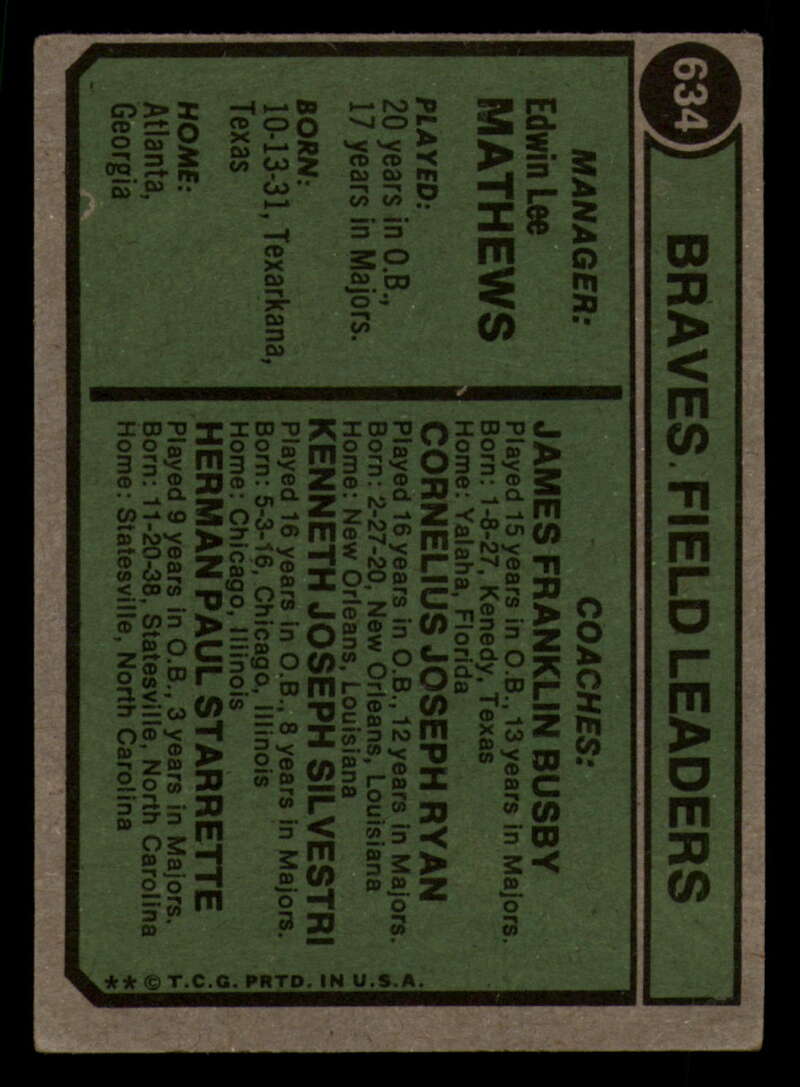 634
BRAVES FIELD LEADERS
MANAGER:
Edwin Lee
MATHEWS
PLAYED:
20 years in O.B.,
17 years in Majors.
BORN:
10-13-31, Texarkana,
Texas
HOME:
Atlanta,
Georgia
COACHES:
JAMES FRANKLIN BUSBY
Played 15 years in O.B., 13 years in Majors.
Born: 1-8-27, Kenedy, Texas
Home: Yalaha, Florida
CORNELIUS JOSEPH RYAN
Played 16 years in O.B., 12 years in Majors.
Born: 2-27-20, New Orleans, Louisiana
Home: New Orleans, Louisiana
KENNETH JOSEPH SILVESTRI
Played 16 years in O.B., 8 years in Majors.
Born: 5-3-16, Chicago, Illinois
Home: Chicago, Illinois
HERMAN PAUL STARRETTE
Played 9 years in O.B., 3 years in Majors.
Born: 11-20-38, Statesville, North Carolina
Home: Statesville, North Carolina
** © T.C.G. PRTD. IN U.S.A.